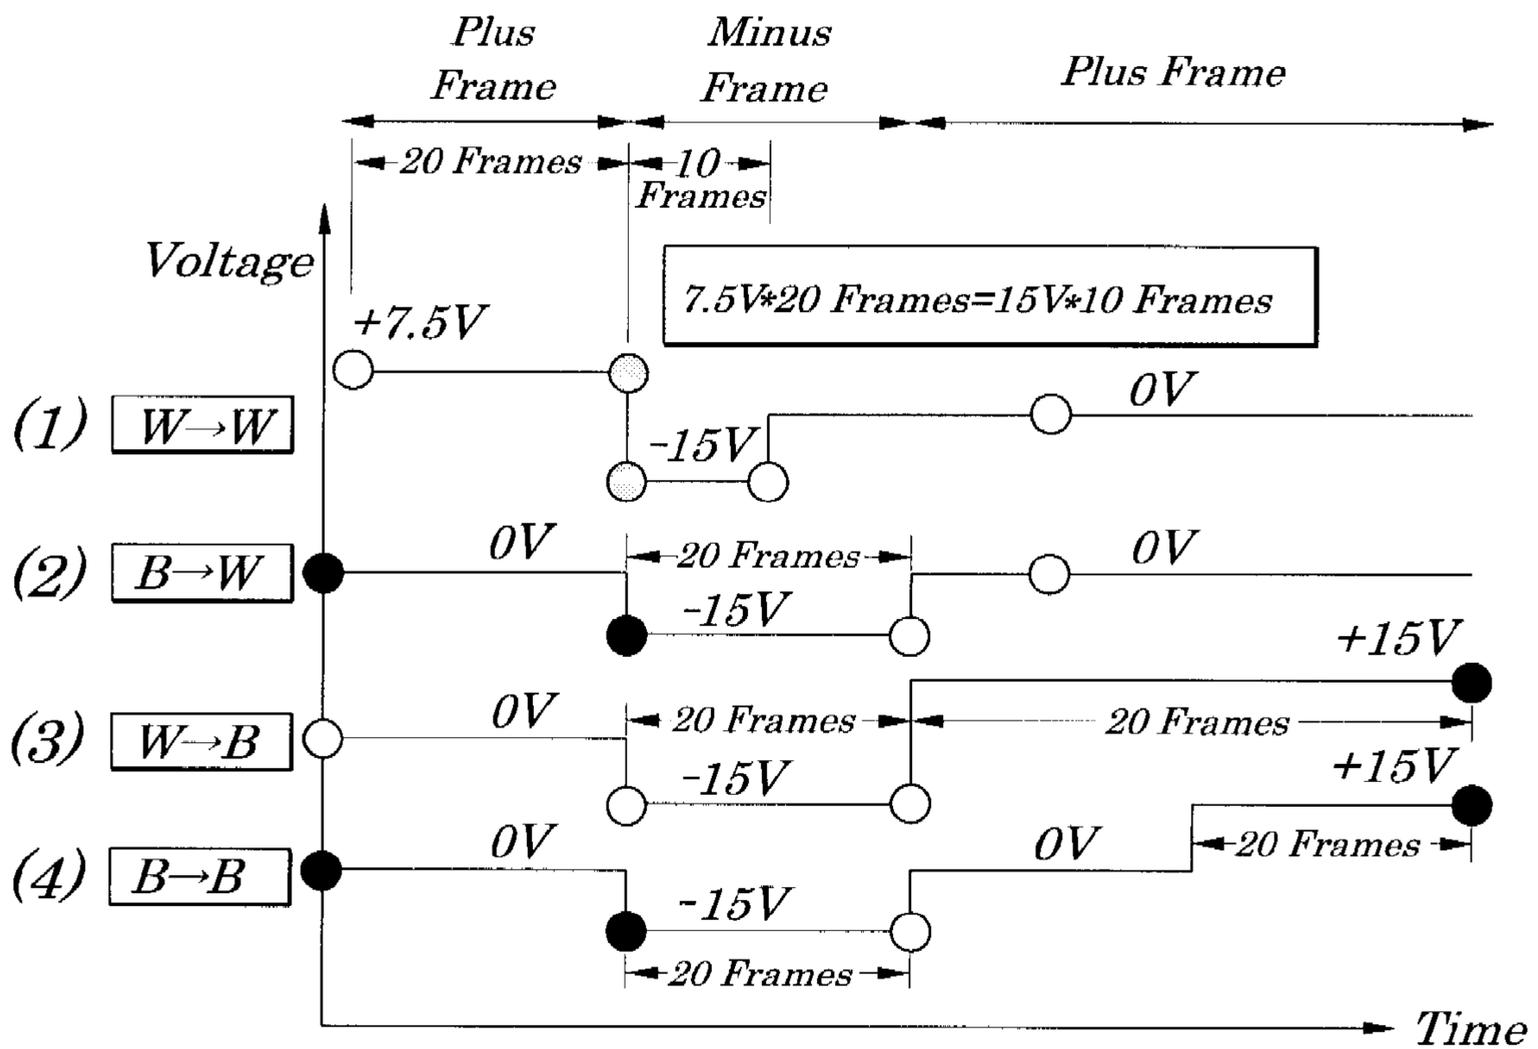 Plus
Frame
Minus
Frame
Plus Frame
20 Frames
10
Frames
Voltage
+7.5V
7.5V*20 Frames=15V*10 Frames
(1) W→W
-15V
0V
(2) B→W
0V
20 Frames
-15V
0V
+15V
(3) W→B
0V
20 Frames
20 Frames
-15V
+15V
(4) B→B
0V
-15V
0V
20 Frames
20 Frames
Time